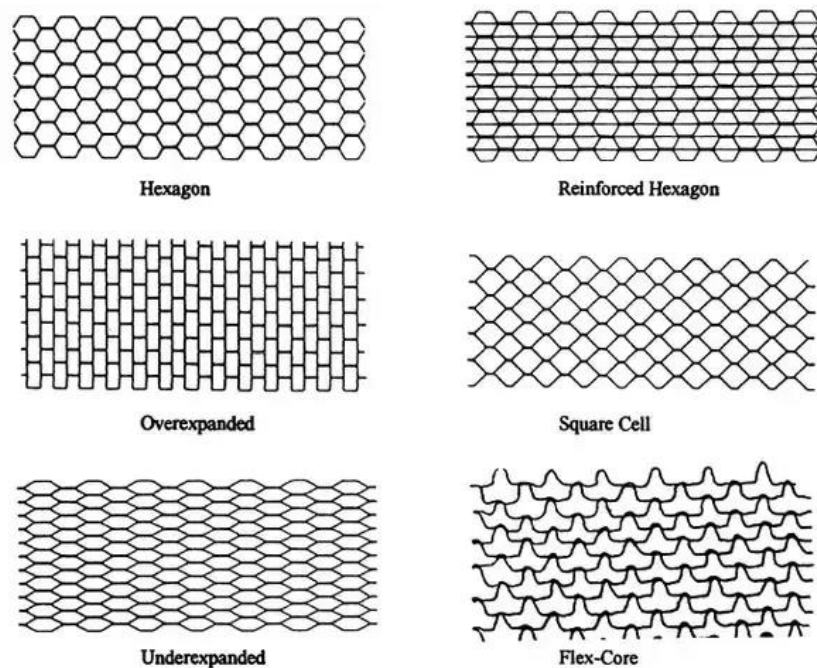 Hexagon
Reinforced Hexagon
Overexpanded
Square Cell
Underexpanded
Flex-Core